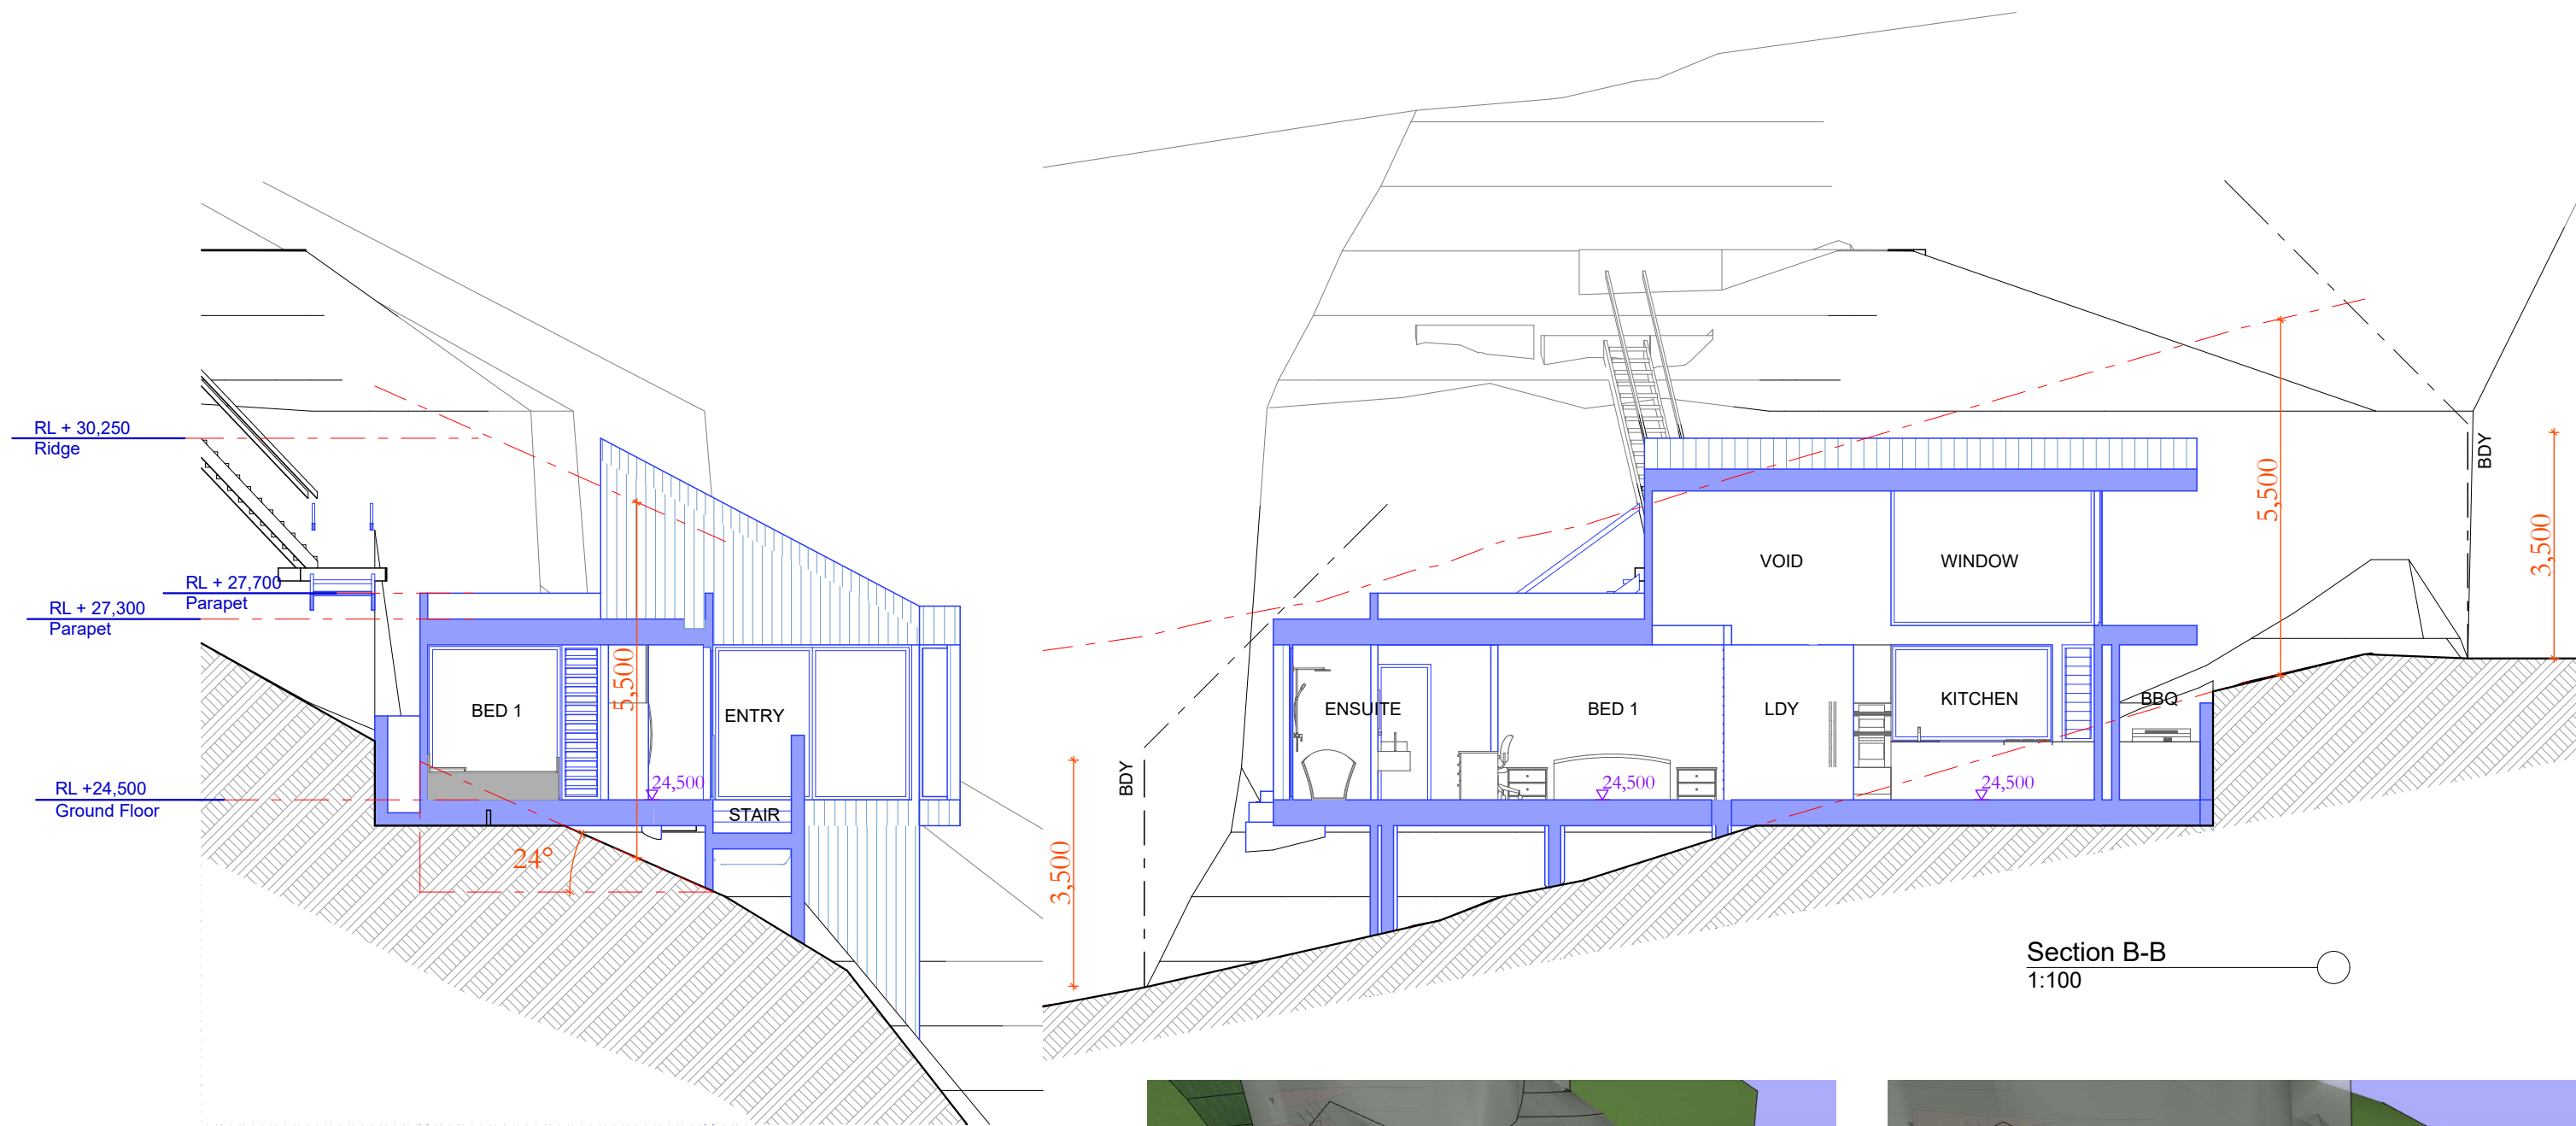 RL + 30,250
Ridge
RL + 27,700
Parapet
RL + 27,300
Parapet
RL +24,500
Ground Floor
BED 1
5,500
ENTRY
24,500
STAIR
24°
BDY
3,500
ENSUITE
BED 1
24,500
LDY
VOID
WINDOW
KITCHEN
24,500
BBQ
5,500
BDY
3,500
Section B-B
1:100